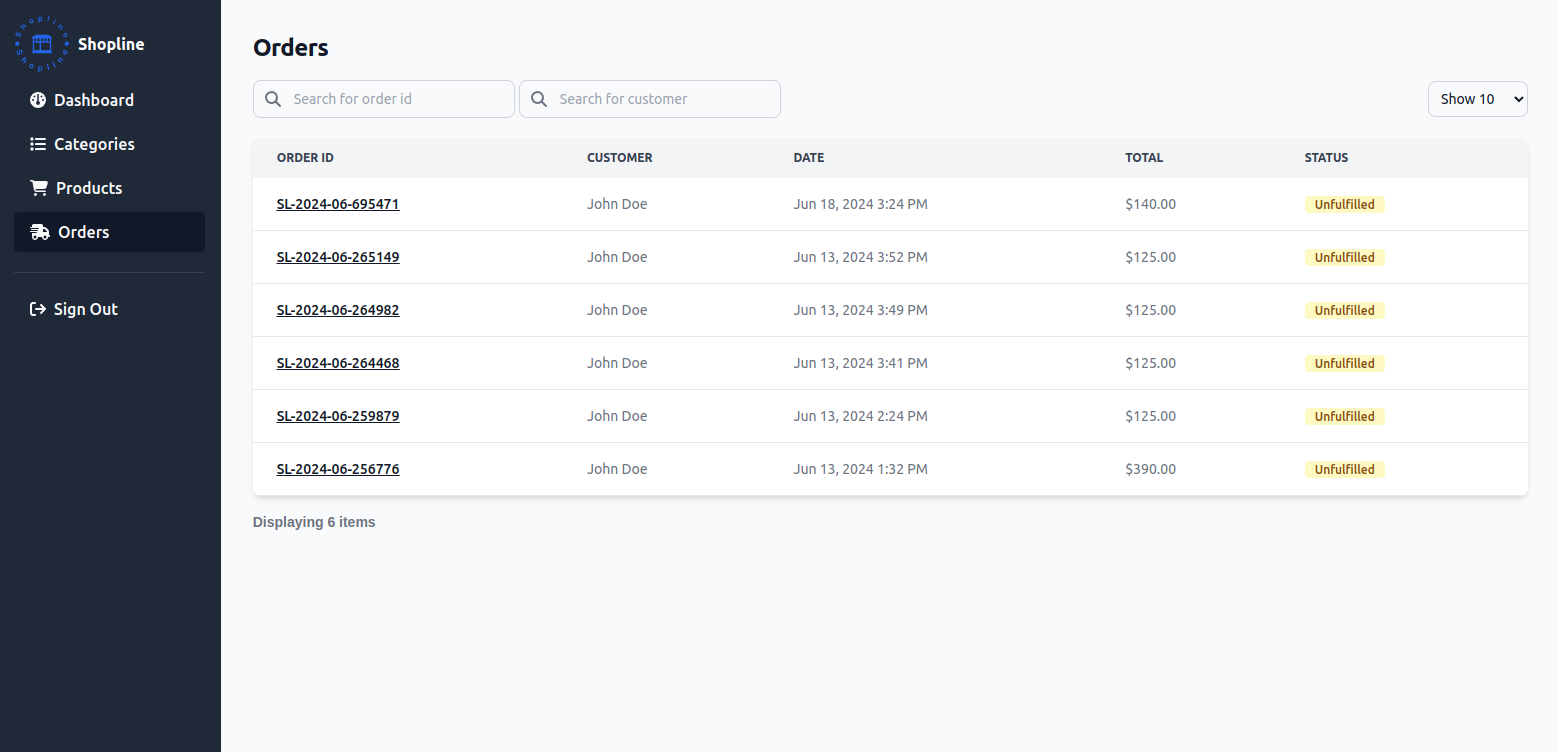 Shopline Shopline
Shopline
Dashboard
Categories
Products
Orders
Sign Out
Orders
Search for order id
Search for customer
Show 10
ORDER ID CUSTOMER DATE TOTAL STATUS
SL-2024-06-695471 John Doe Jun 18, 2024 3:24 PM $140.00 Unfulfilled
SL-2024-06-265149 John Doe Jun 13, 2024 3:52 PM $125.00 Unfulfilled
SL-2024-06-264982 John Doe Jun 13, 2024 3:49 PM $125.00 Unfulfilled
SL-2024-06-264468 John Doe Jun 13, 2024 3:41 PM $125.00 Unfulfilled
SL-2024-06-259879 John Doe Jun 13, 2024 2:24 PM $125.00 Unfulfilled
SL-2024-06-256776 John Doe Jun 13, 2024 1:32 PM $390.00 Unfulfilled
Displaying 6 items